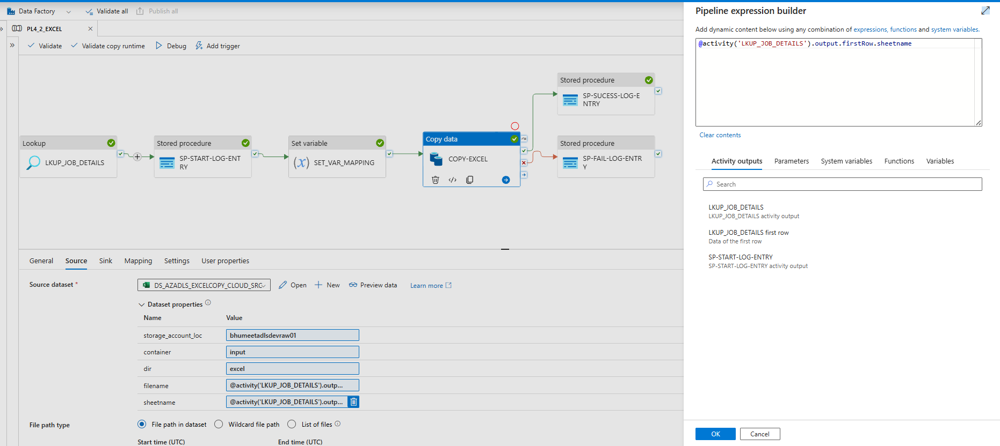 Data Factory
Validate all
Publish all
PL4_2_EXCEL
Validate
Validate copy runtime
Debug
Add trigger
Lookup
LKUP_JOB_DETAILS
Stored procedure
SP-START-LOG-ENT
RY
Set variable
(x)
SET_VAR_MAPPING
Copy data
COPY-EXCEL
Stored procedure
SP-SUCESS-LOG-E
NTRY
Stored procedure
SP-FAIL-LOG-ENTR
Y
General
Source
Sink
Mapping
Settings
User properties
Source dataset *
DS_AZADLS_EXCELCOPY_CLOUD_SRC
Open
New
Preview data
Learn more
Dataset properties
Name Value
storage_account_loc bhumeetadlsdevraw01
container input
dir excel
filename @activity('LKUP_JOB_DETAILS').outp...
sheetname @activity('LKUP_JOB_DETAILS').outp...
File path type
File path in dataset
Wildcard file path
List of files
Start time (UTC) End time (UTC)
Pipeline expression builder
Add dynamic content below using any combination of expressions, functions and system variables.
@activity('LKUP_JOB_DETAILS').output.firstRow.sheetname
Clear contents
Activity outputs
Parameters
System variables
Functions
Variables
Search
LKUP_JOB_DETAILS
LKUP_JOB_DETAILS activity output
LKUP_JOB_DETAILS first row
Data of the first row
SP-START-LOG-ENTRY
SP-START-LOG-ENTRY activity output
OK
Cancel